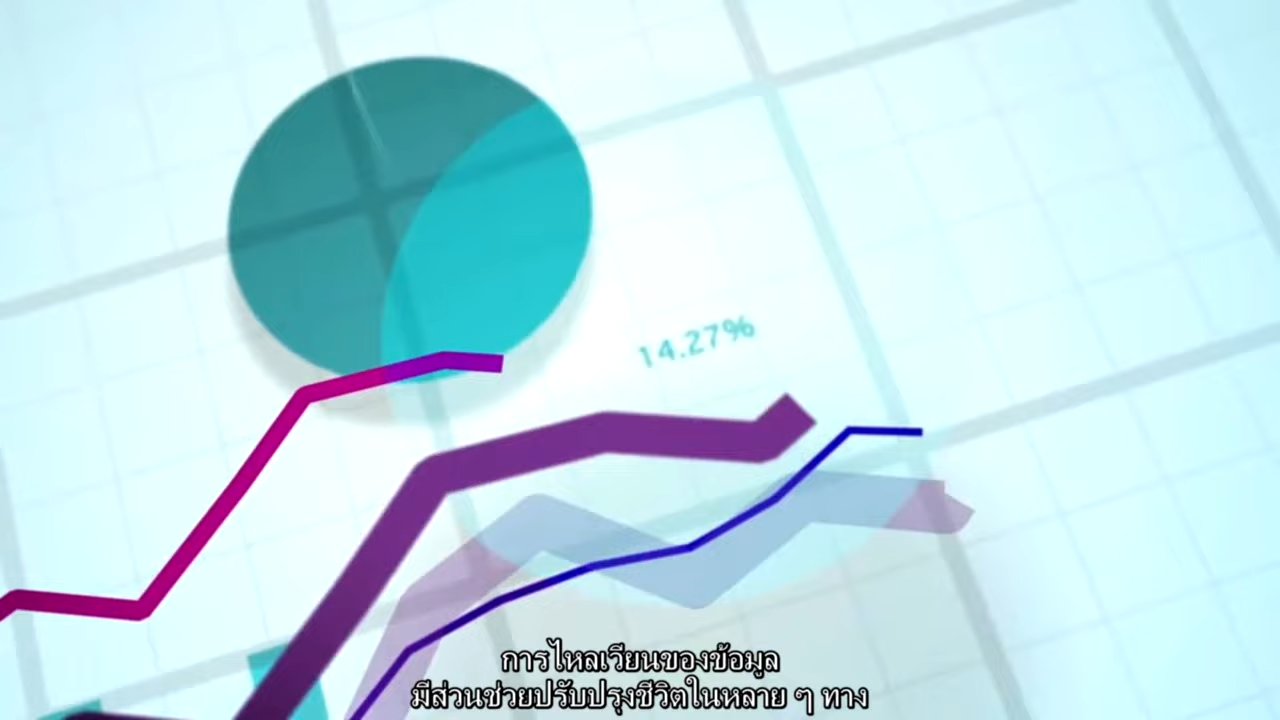 14.27%
การไหลเวียนของข้อมูล
มีส่วนช่วยปรับปรุงชีวิตในหลาย ๆ ทาง